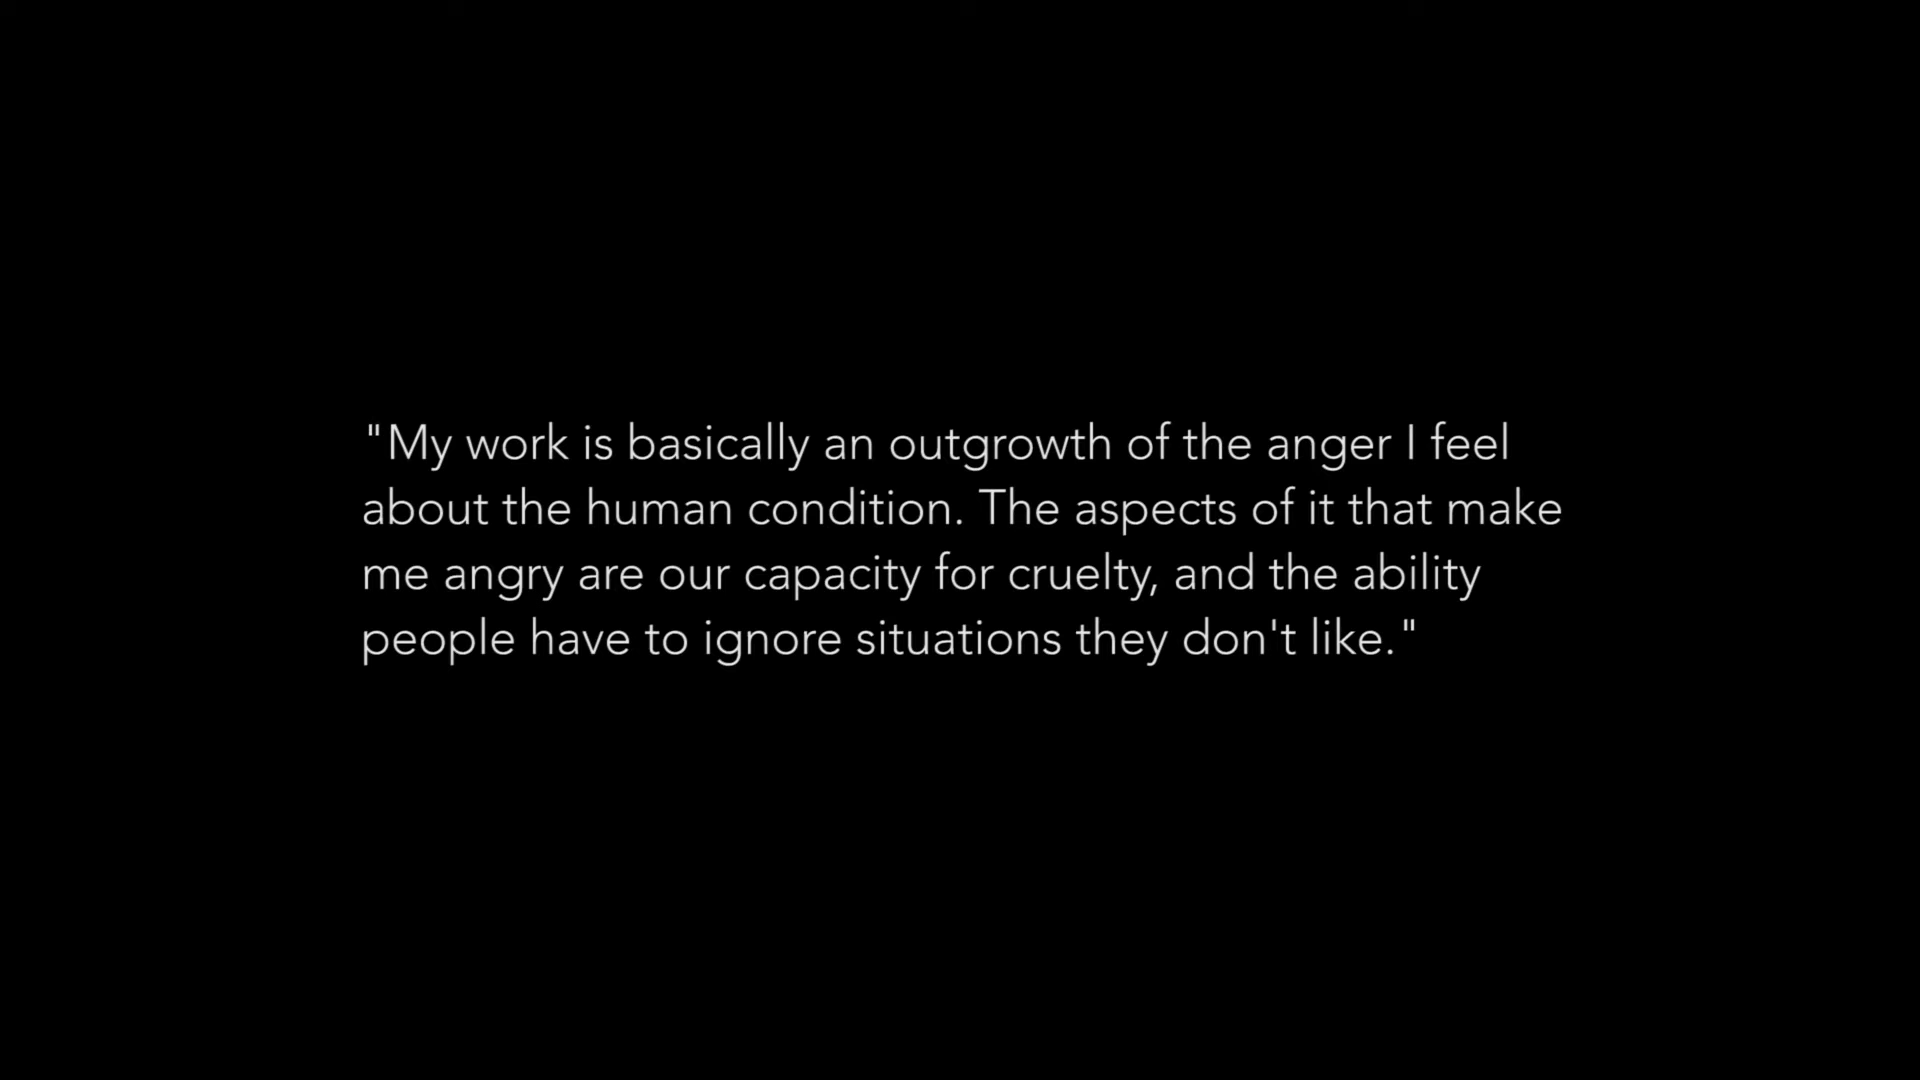 "My work is basically an outgrowth of the anger I feel
about the human condition. The aspects of it that make
me angry are our capacity for cruelty, and the ability
people have to ignore situations they don't like."